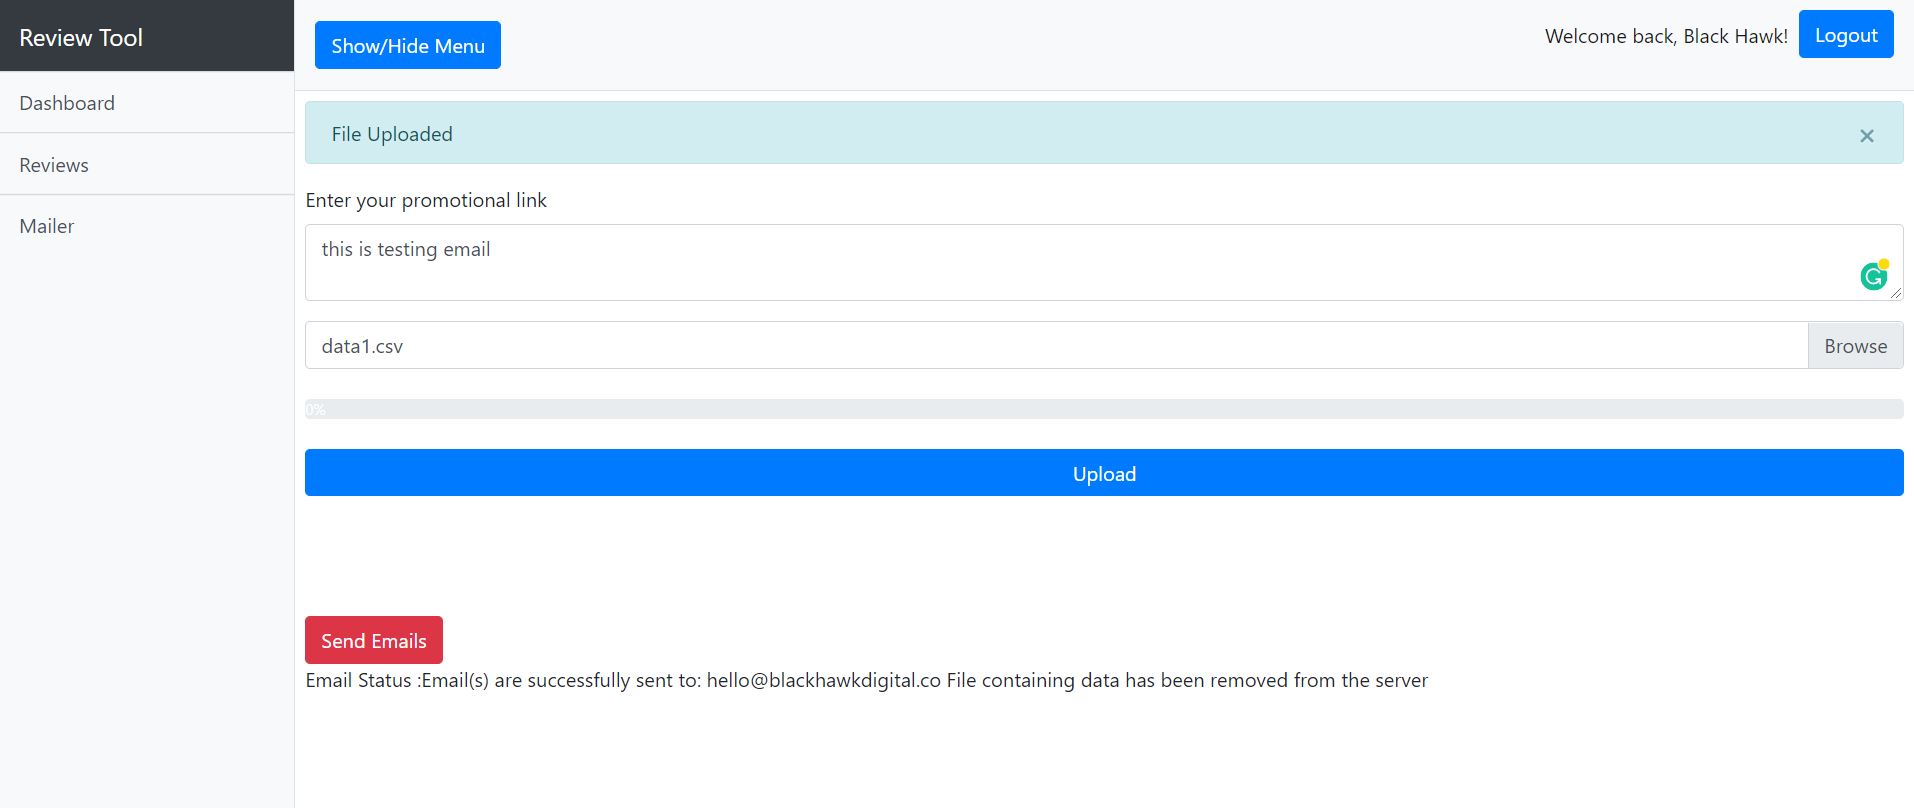 Review Tool
Show/Hide Menu
Welcome back, Black Hawk!
Logout
Dashboard
Reviews
Mailer
File Uploaded
×
Enter your promotional link
this is testing email
data1.csv
Browse
0%
Upload
Send Emails
Email Status :Email(s) are successfully sent to: hello@blackhawkdigital.co File containing data has been removed from the server